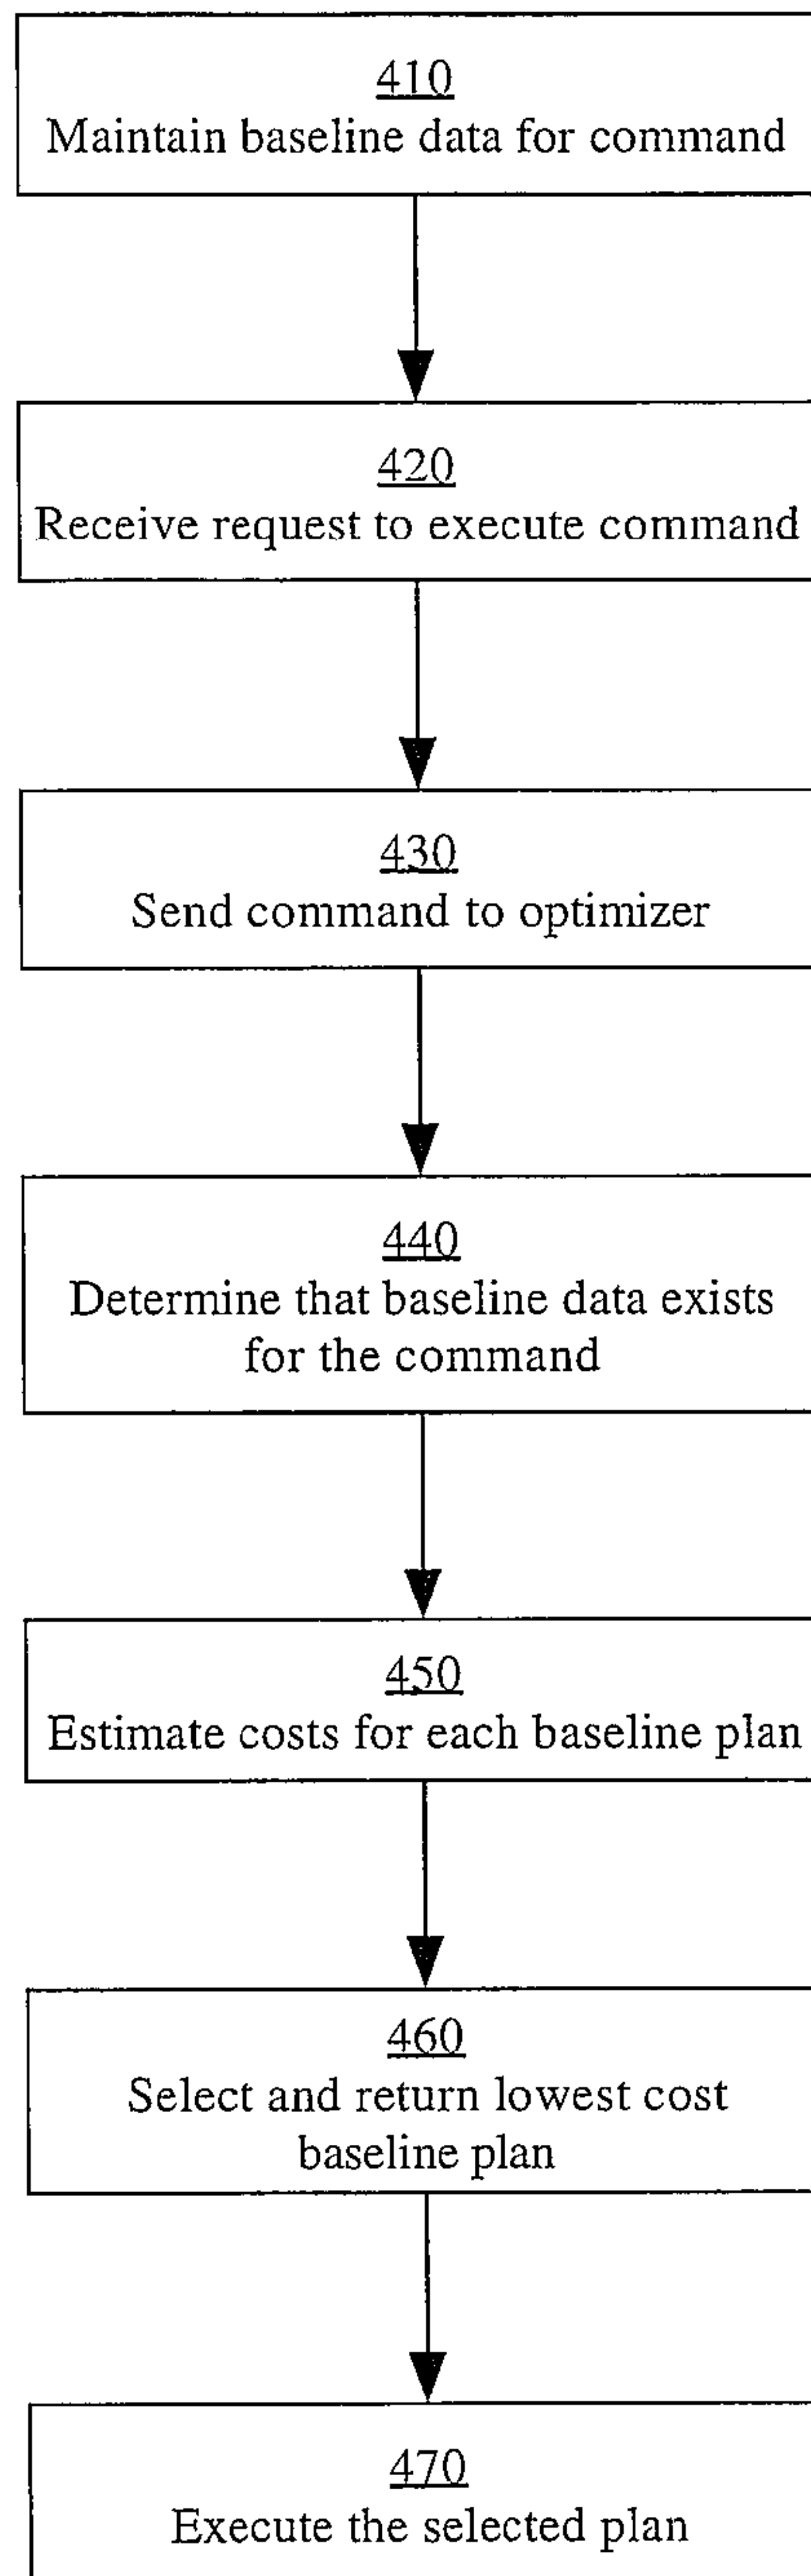 410
Maintain baseline data for command
420
Receive request to execute command
430
Send command to optimizer
440
Determine that baseline data exists
for the command
450
Estimate costs for each baseline plan
460
Select and return lowest cost
baseline plan
470
Execute the selected plan